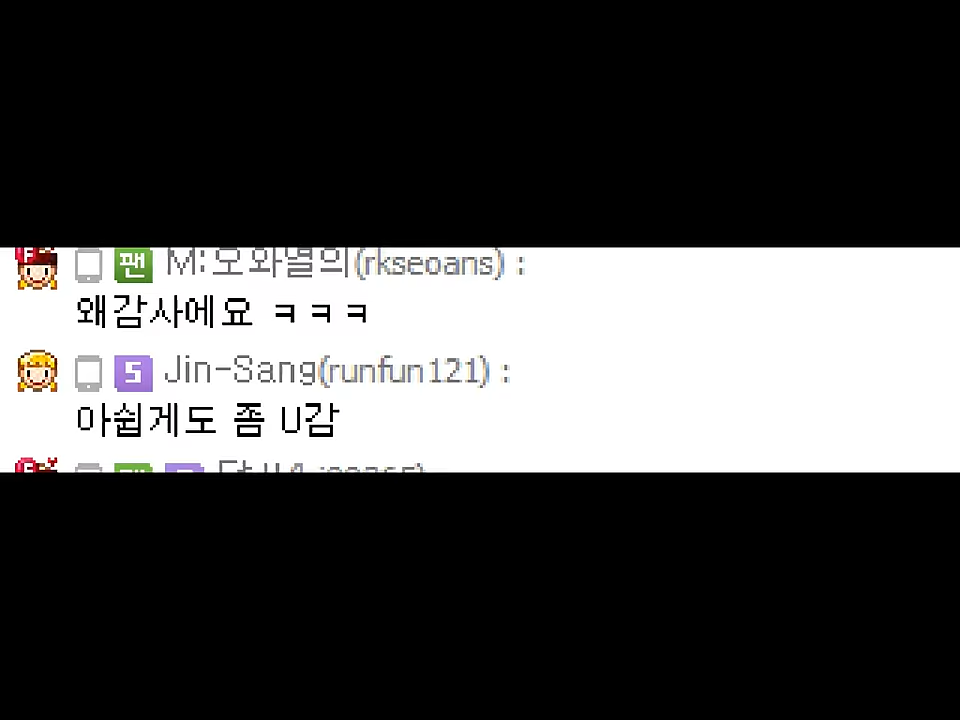 팬 M:모와별의(rkseoans) :
왜감사에요 ㅋㅋㅋ
S Jin-Sang(runfun121) :
아쉽게도 좀 U감